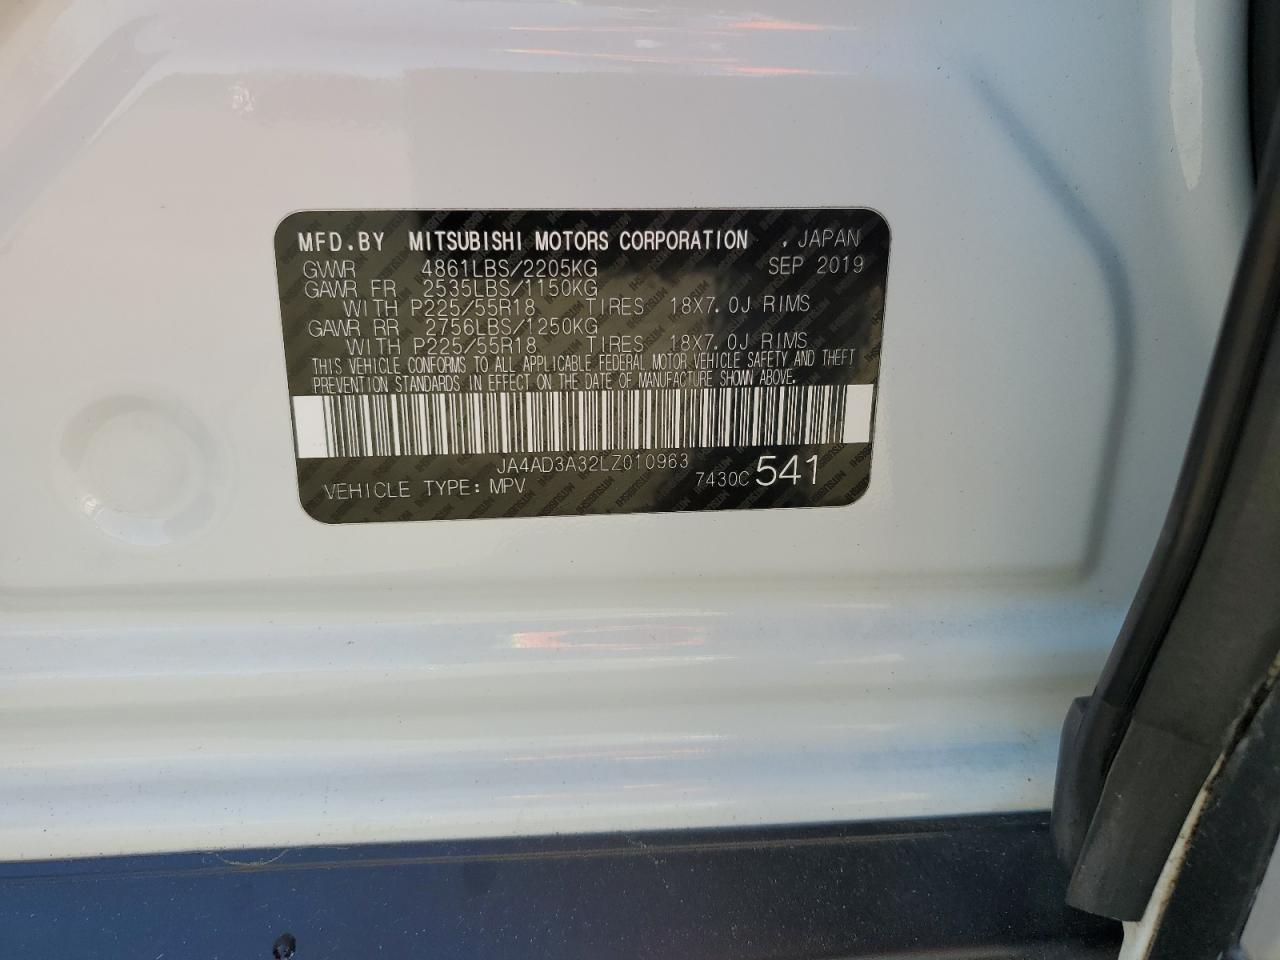 MFD.BY MITSUBISHI MOTORS CORPORATION . JAPAN
GVWR 4861LBS/2205KG SEP 2019
GAWR FR 2535LBS/1150KG
WITH P225/55R18 TIRES 18X7.0J RIMS
GAWR RR 2756LBS/1250KG
WITH P225/55R18 TIRES 18X7.0J RIMS
THIS VEHICLE CONFORMS TO ALL APPLICABLE FEDERAL MOTOR VEHICLE SAFETY AND THEFT
PREVENTION STANDARDS IN EFFECT ON THE DATE OF MANUFACTURE SHOWN ABOVE.
JA4AD3A32LZ010963
VEHICLE TYPE: MPV 7430C 541